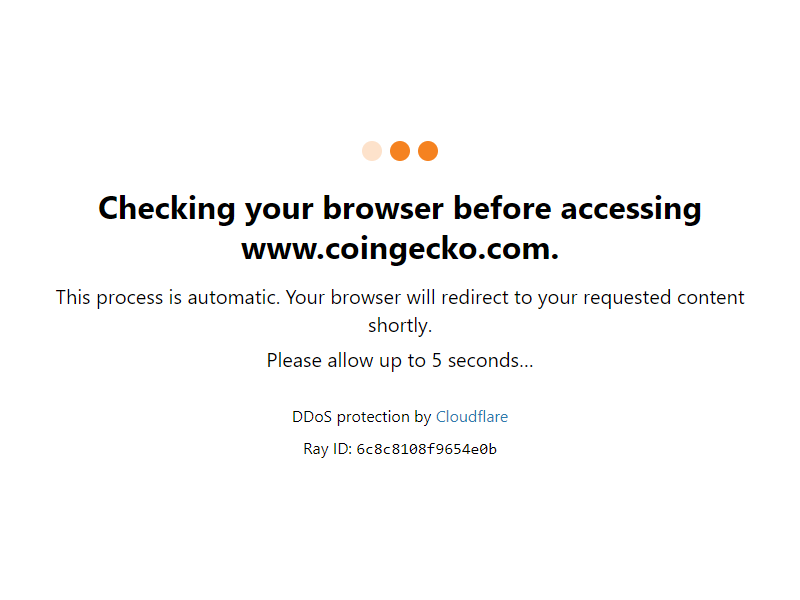 Checking your browser before accessing
www.coingecko.com.
This process is automatic. Your browser will redirect to your requested content
shortly.
Please allow up to 5 seconds...
DDoS protection by Cloudflare
Ray ID: 6c8c8108f9654e0b